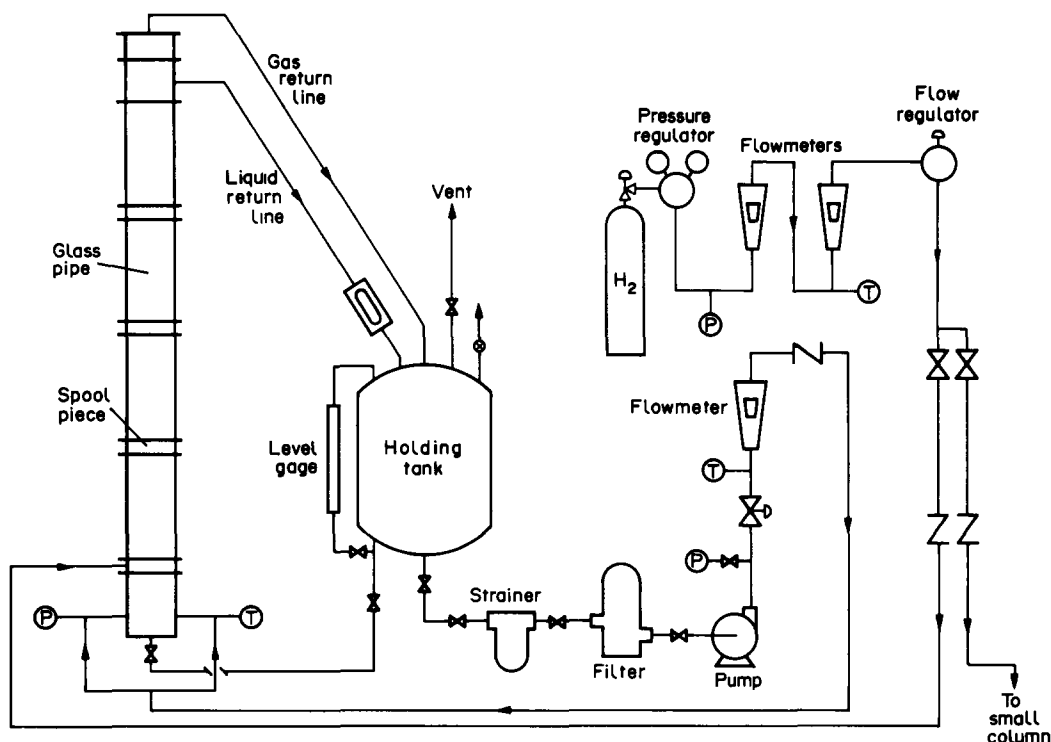 Gas
return
line
Liquid
return
line
Vent
Pressure
regulator
Flowmeters
Flow
regulator
Glass
pipe
H2
T
P
Spool
piece
Level
gage
Holding
tank
Flowmeter
T
P
P
T
Strainer
Filter
Pump
To
small
column